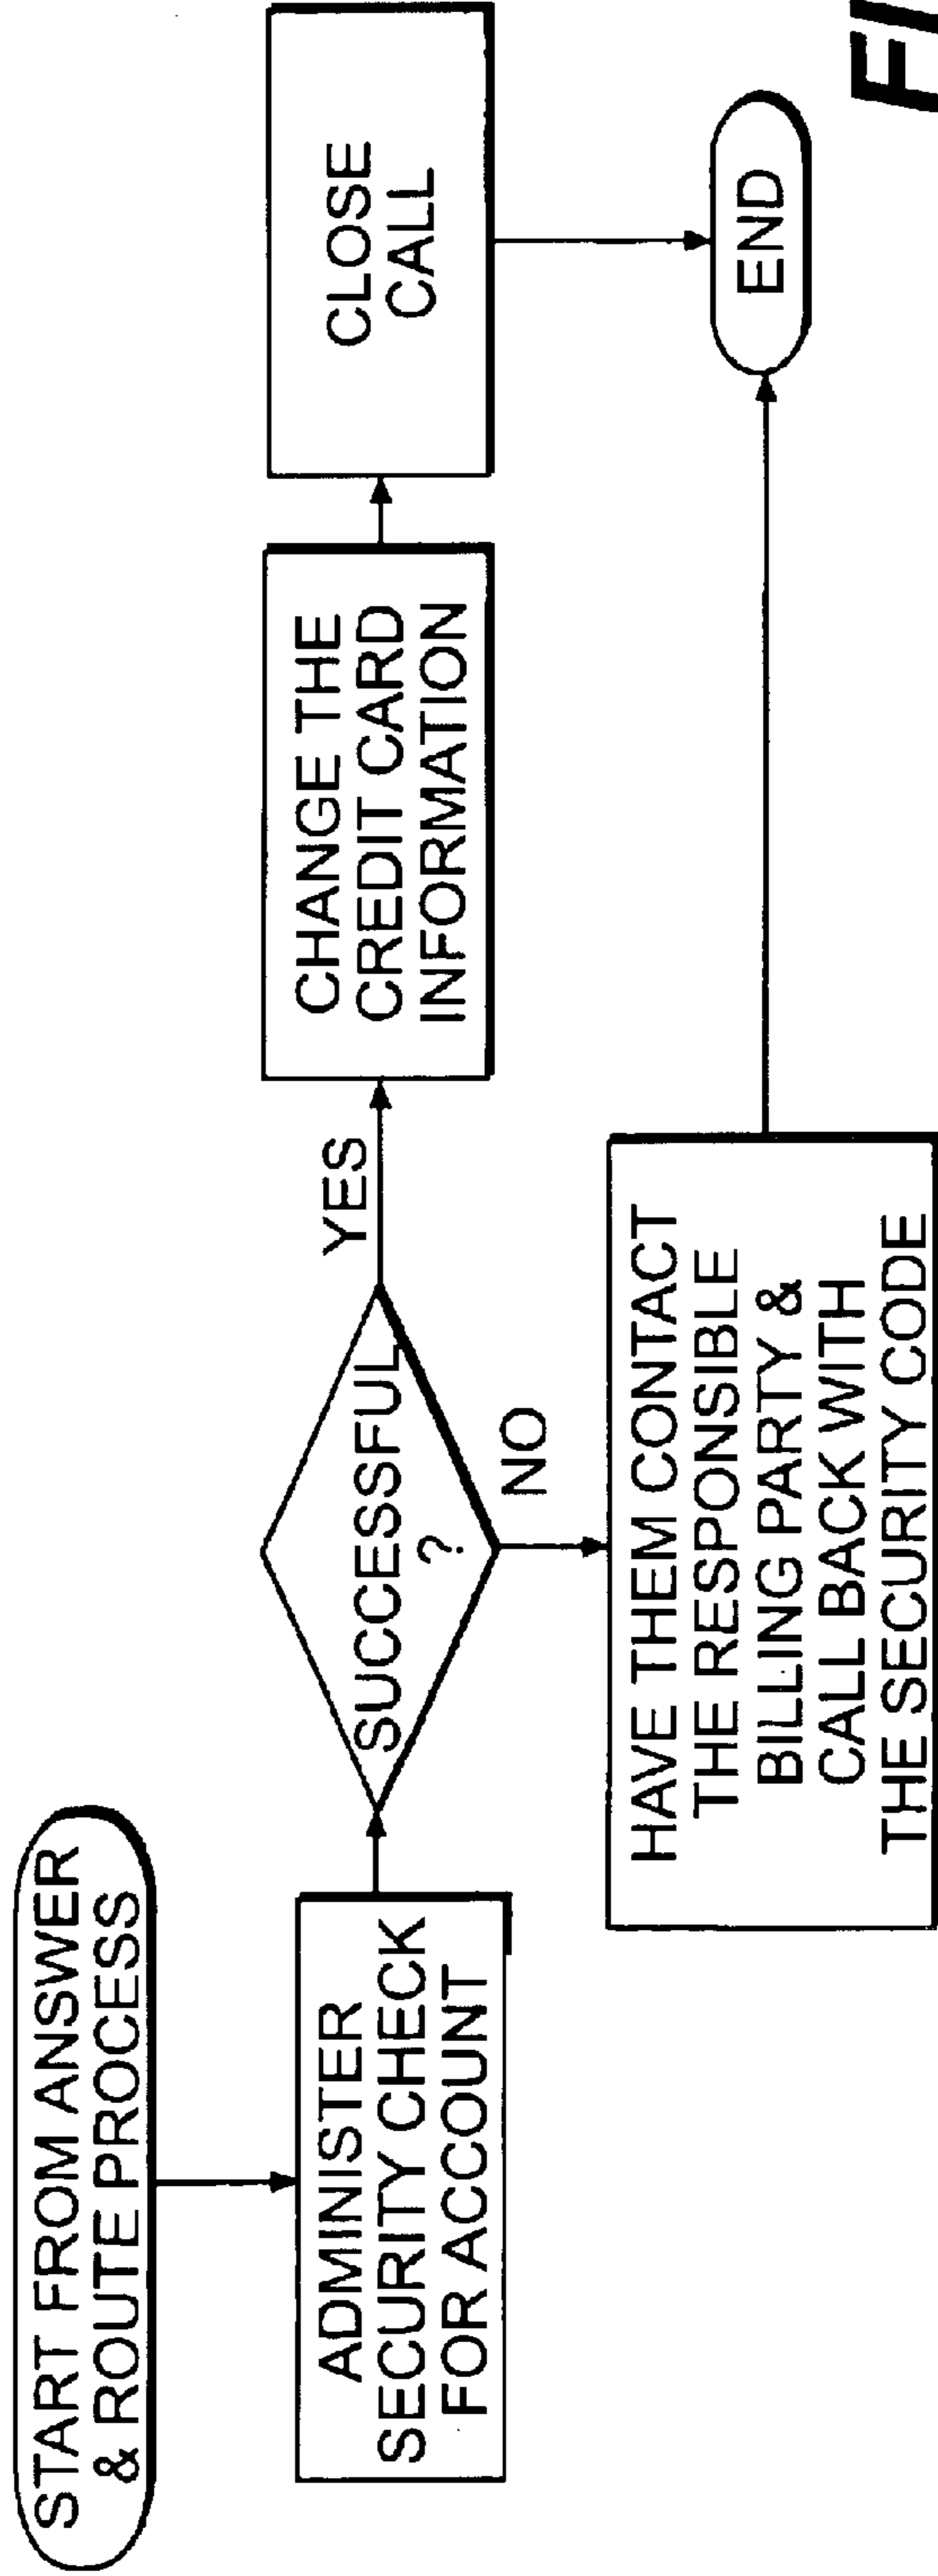 START FROM ANSWER
& ROUTE PROCESS
ADMINISTER
SECURITY CHECK
FOR ACCOUNT
SUCCESSFUL
?
YES
CHANGE THE
CREDIT CARD
INFORMATION
CLOSE
CALL
NO
HAVE THEM CONTACT
THE RESPONSIBLE
BILLING PARTY &
CALL BACK WITH
THE SECURITY CODE
END